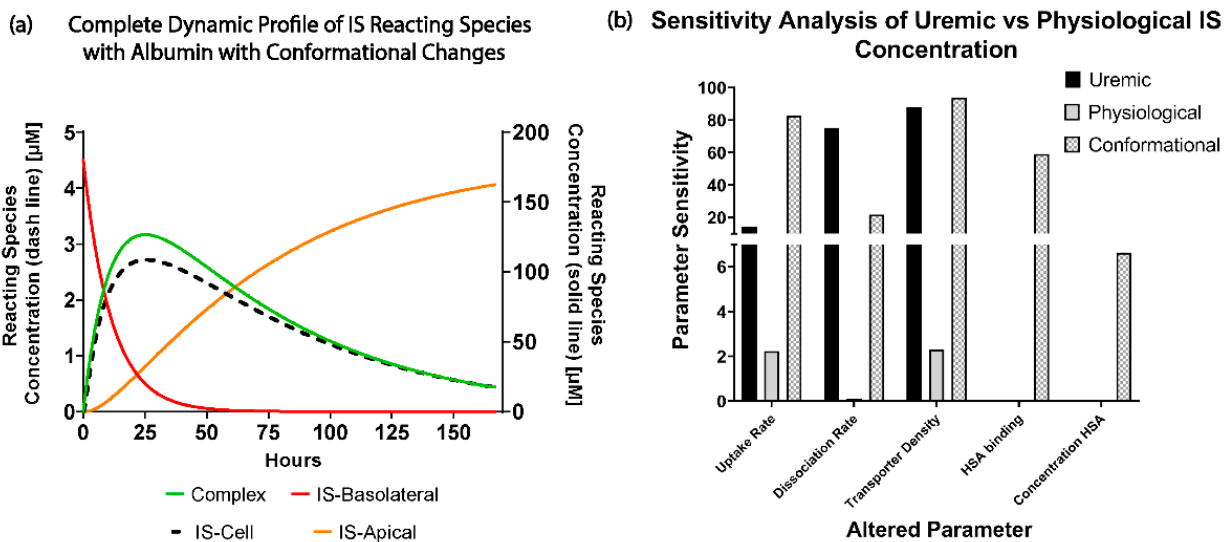 (a) Complete Dynamic Profile of IS Reacting Species
with Albumin with Conformational Changes
Reacting Species
Concentration (dash line) [µM]
5
4
3
2
1
0
200
150
100
50
0
Reacting Species
Concentration (solid line) [µM]
0 25 50 75 100 125 150
Hours
Complex IS-Basolateral
IS-Cell IS-Apical
(b) Sensitivity Analysis of Uremic vs Physiological IS
Concentration
Uremic
Physiological
Conformational
Parameter Sensitivity
100
80
60
40
20
6
4
2
0
Uptake Rate
Dissociation Rate
Transporter Density
HSA binding
Concentration HSA
Altered Parameter